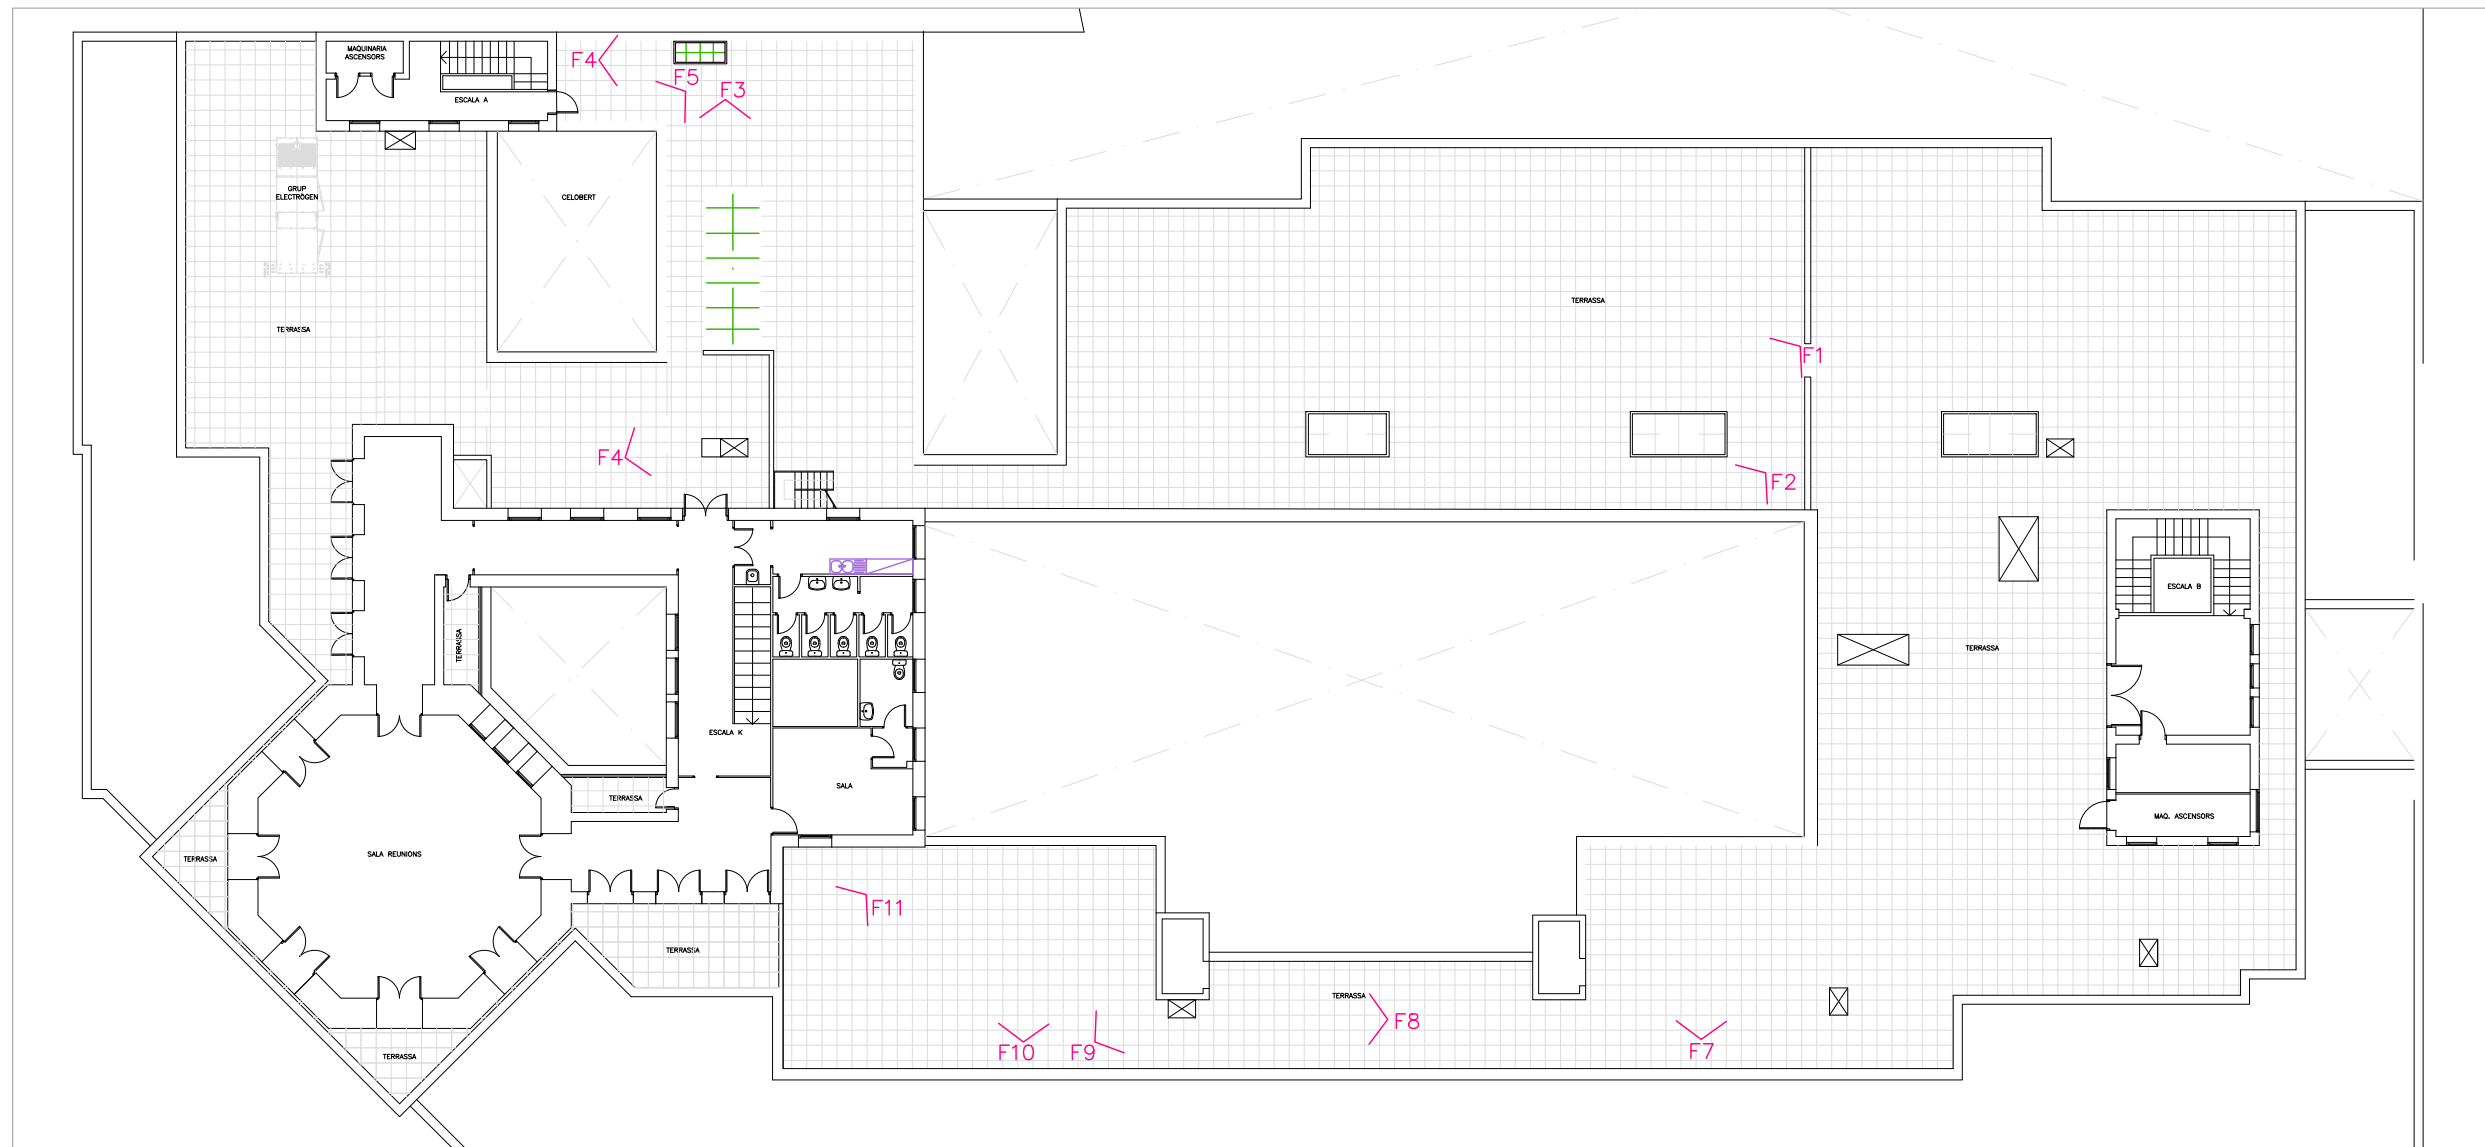 MAQUINARIA
ASCENSORS
F4
F5
F3
ESCALA A
GRUP
ELECTRÒGEN
CELOBERT
TERRASSA
TERRASSA
F1
F4
F2
ESCALA B
TERRASSA
TERRASSA
ESCALA K
SALA
TERRASSA
MAQ. ASCENSORS
TERRASSA
SALA REUNIONS
F11
TERRASSA
TERRASSA
F8
F10
F9
F7
TERRASSA